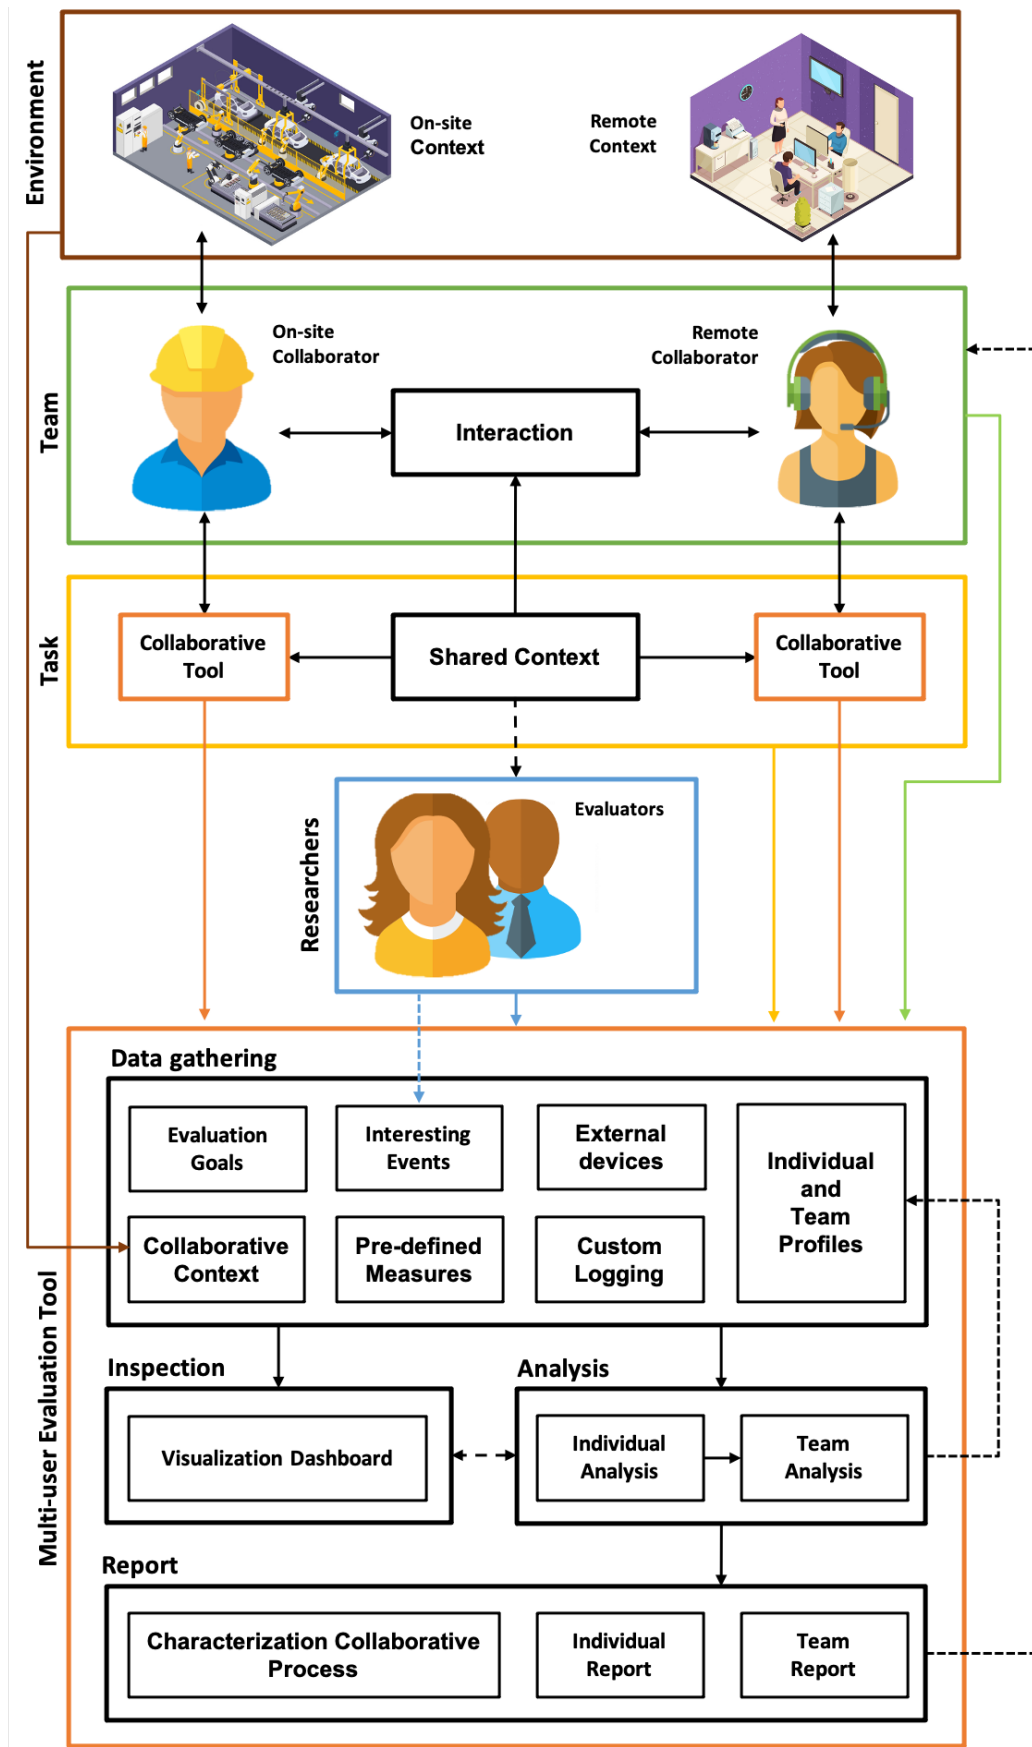 Environment
On-site
Context
Remote
Context
Team
On-site
Collaborator
Remote
Collaborator
Interaction
Task
Collaborative
Tool
Shared Context
Collaborative
Tool
Researchers
Evaluators
Multi-user Evaluation Tool
Data gathering
Evaluation
Goals
Interesting
Events
External
devices
Individual
and
Team
Profiles
Collaborative
Context
Pre-defined
Measures
Custom
Logging
Inspection
Visualization Dashboard
Analysis
Individual
Analysis
Team
Analysis
Report
Characterization Collaborative
Process
Individual
Report
Team
Report